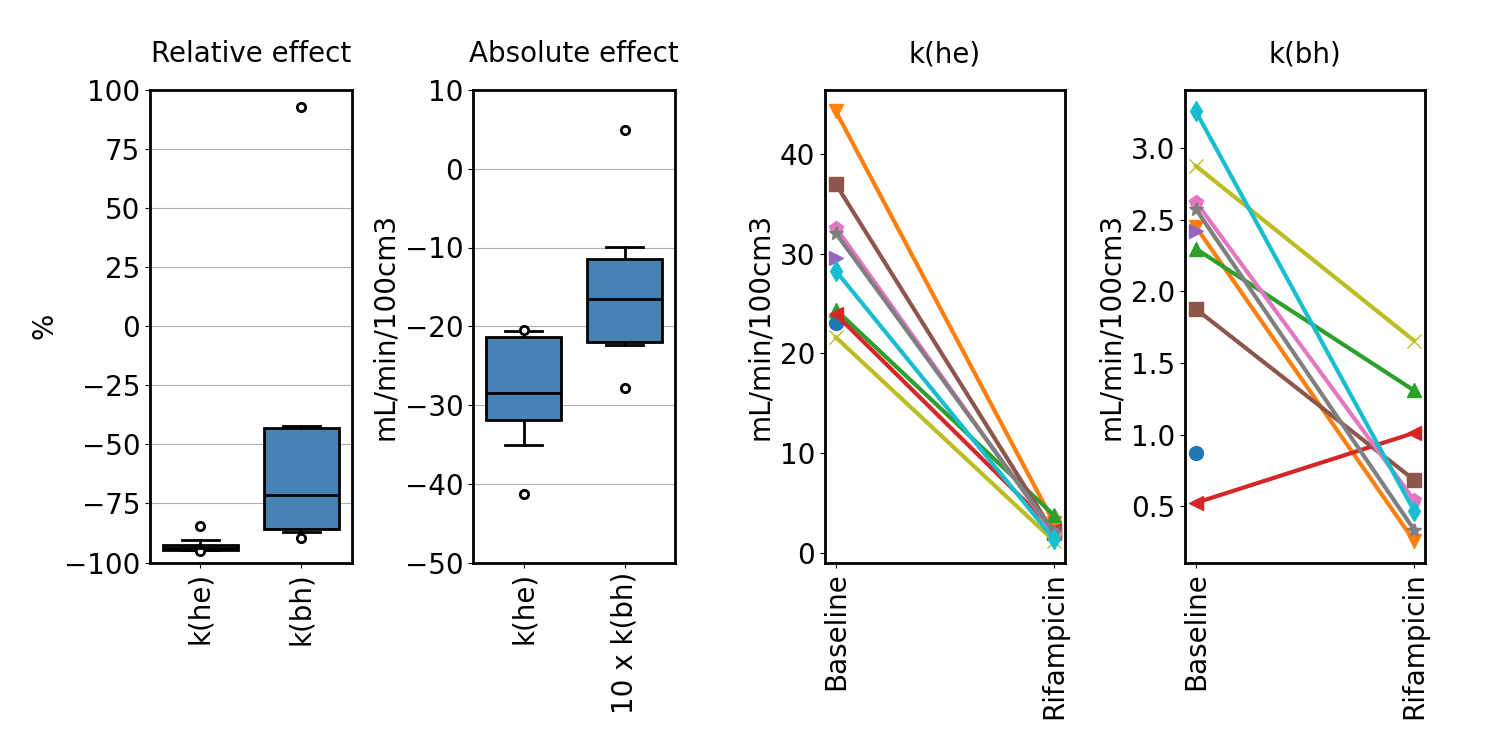 Relative effect
Absolute effect
k(he)
k(bh)
%
100
75
50
25
0
−25
−50
−75
−100
k(he)
k(bh)
mL/min/100cm3
10
0
−10
−20
−30
−40
−50
k(he)
10 x k(bh)
mL/min/100cm3
40
30
20
10
0
Baseline
Rifampicin
mL/min/100cm3
3.0
2.5
2.0
1.5
1.0
0.5
Baseline
Rifampicin